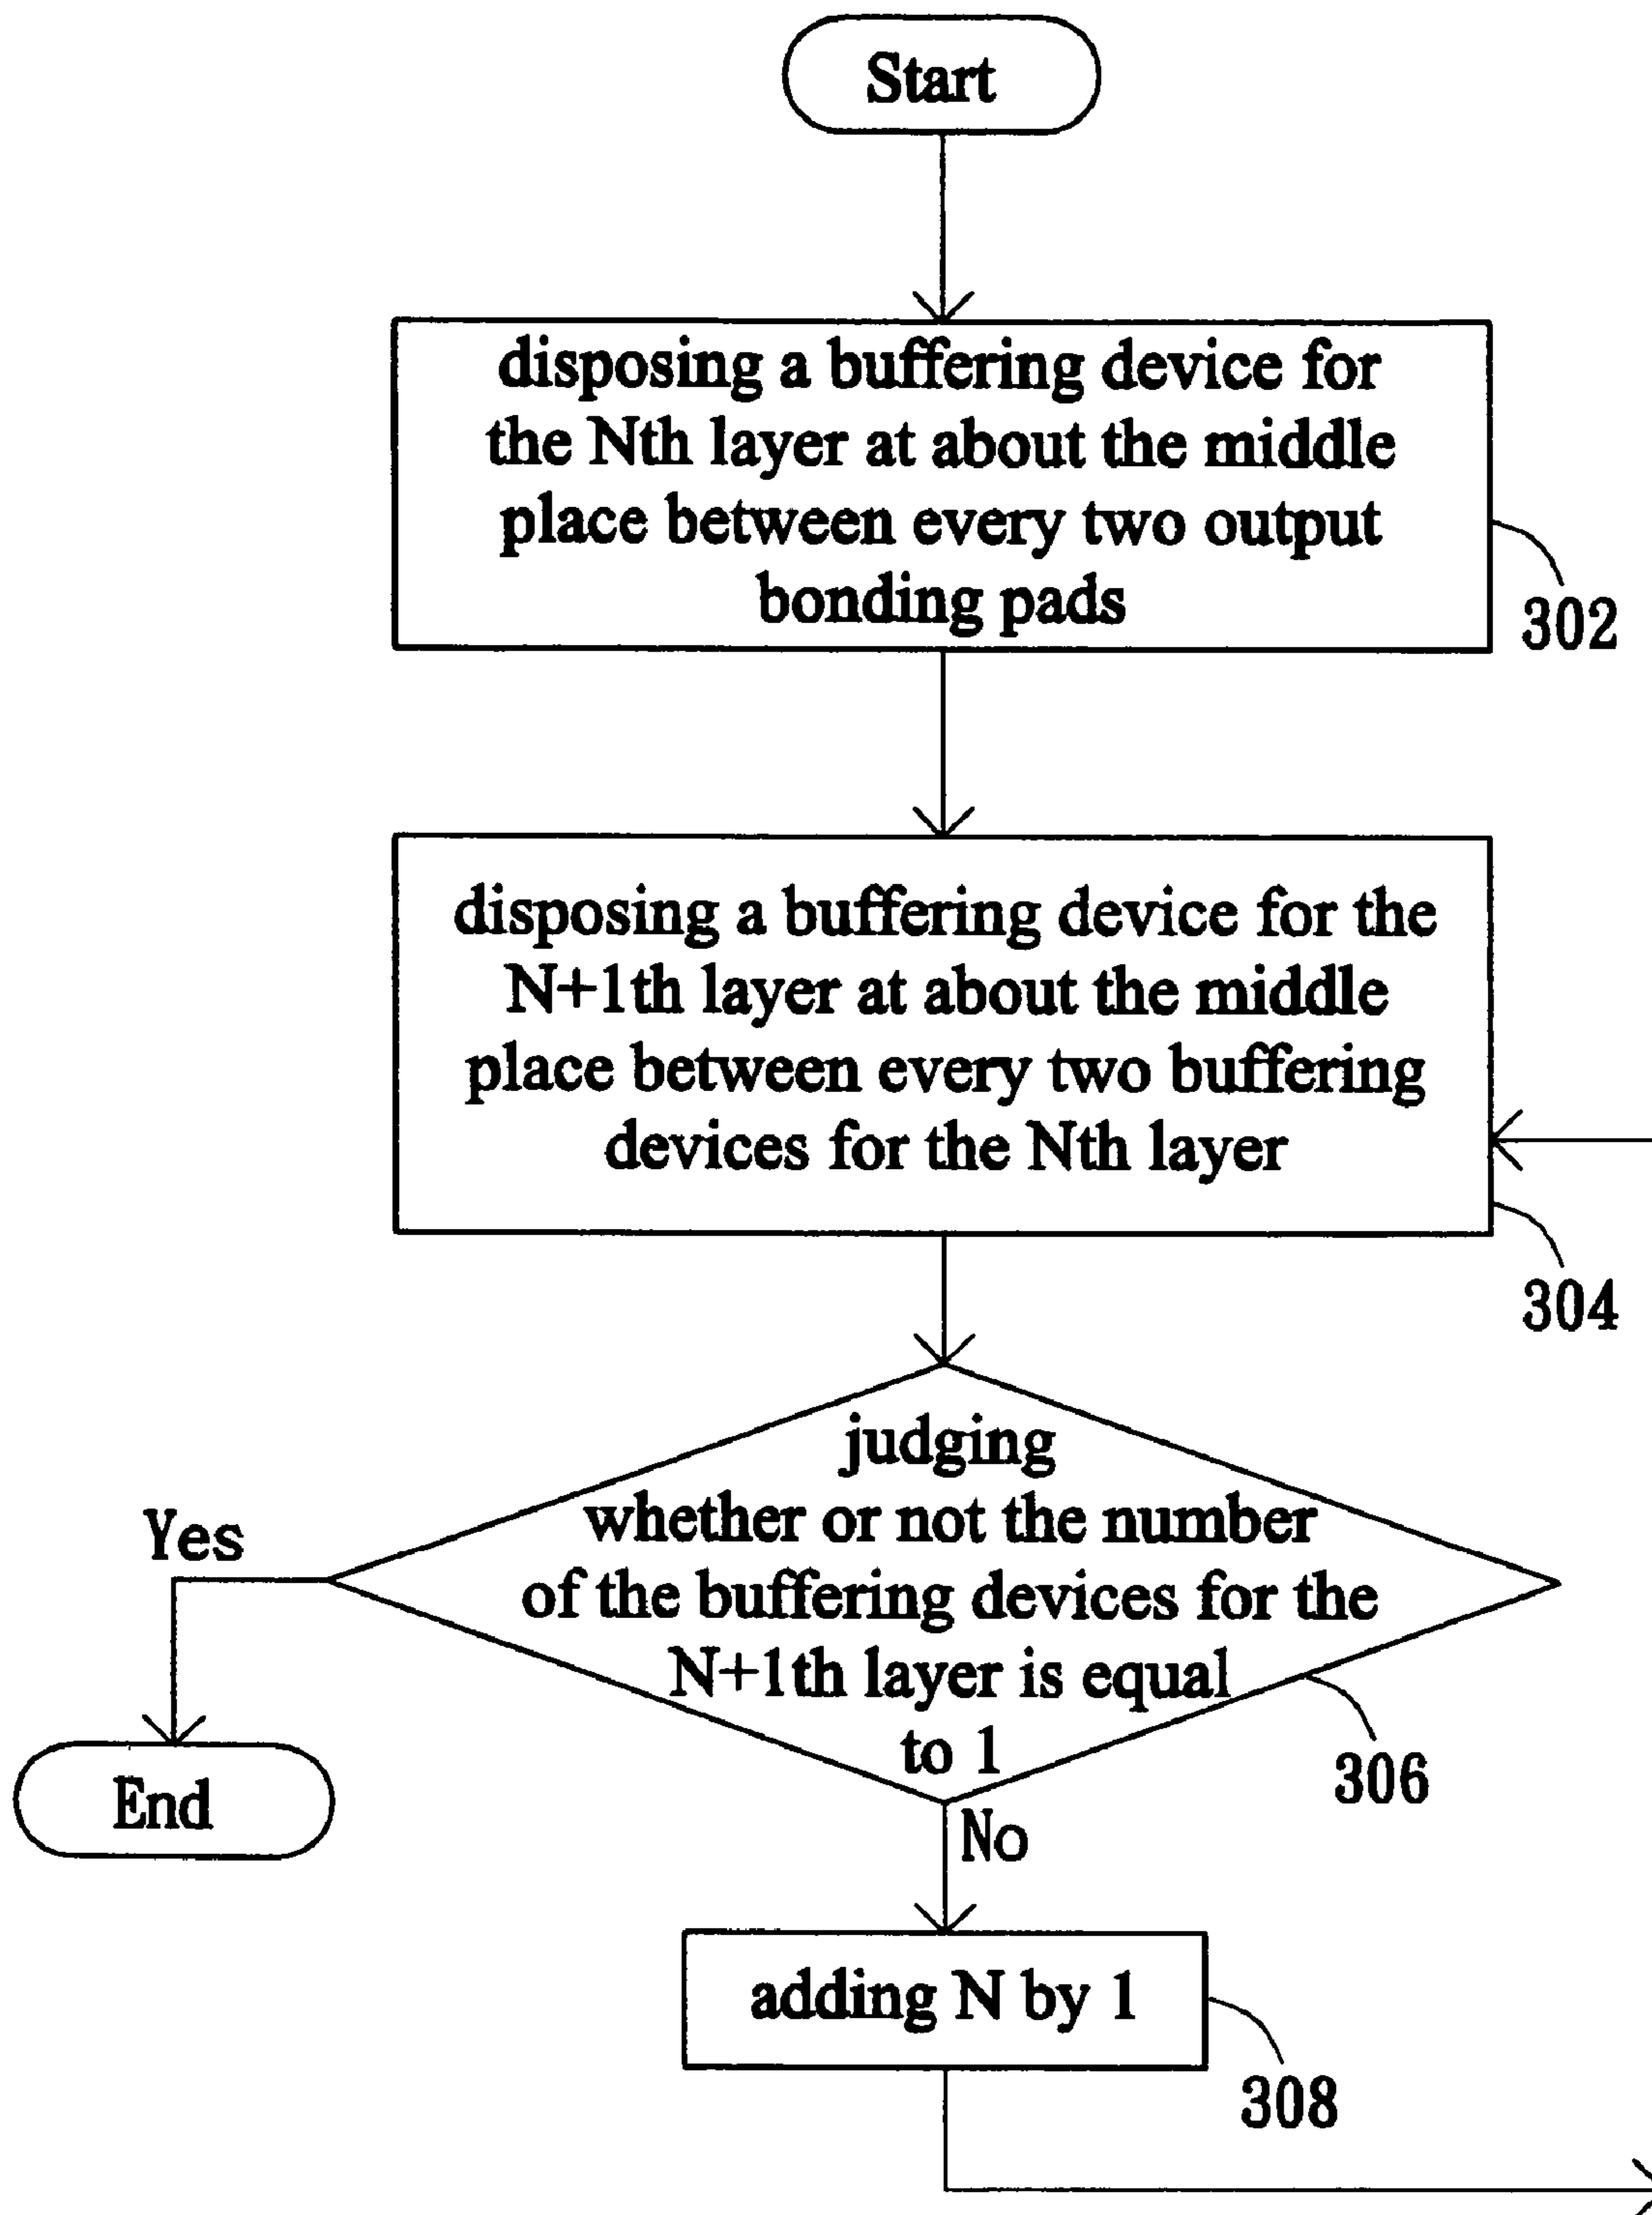 Start
disposing a buffering device for
the Nth layer at about the middle
place between every two output
bonding pads
302
disposing a buffering device for the
N+1th layer at about the middle
place between every two buffering
devices for the Nth layer
304
judging
whether or not the number
of the buffering devices for the
N+1th layer is equal
to 1
306
Yes
End
No
adding N by 1
308